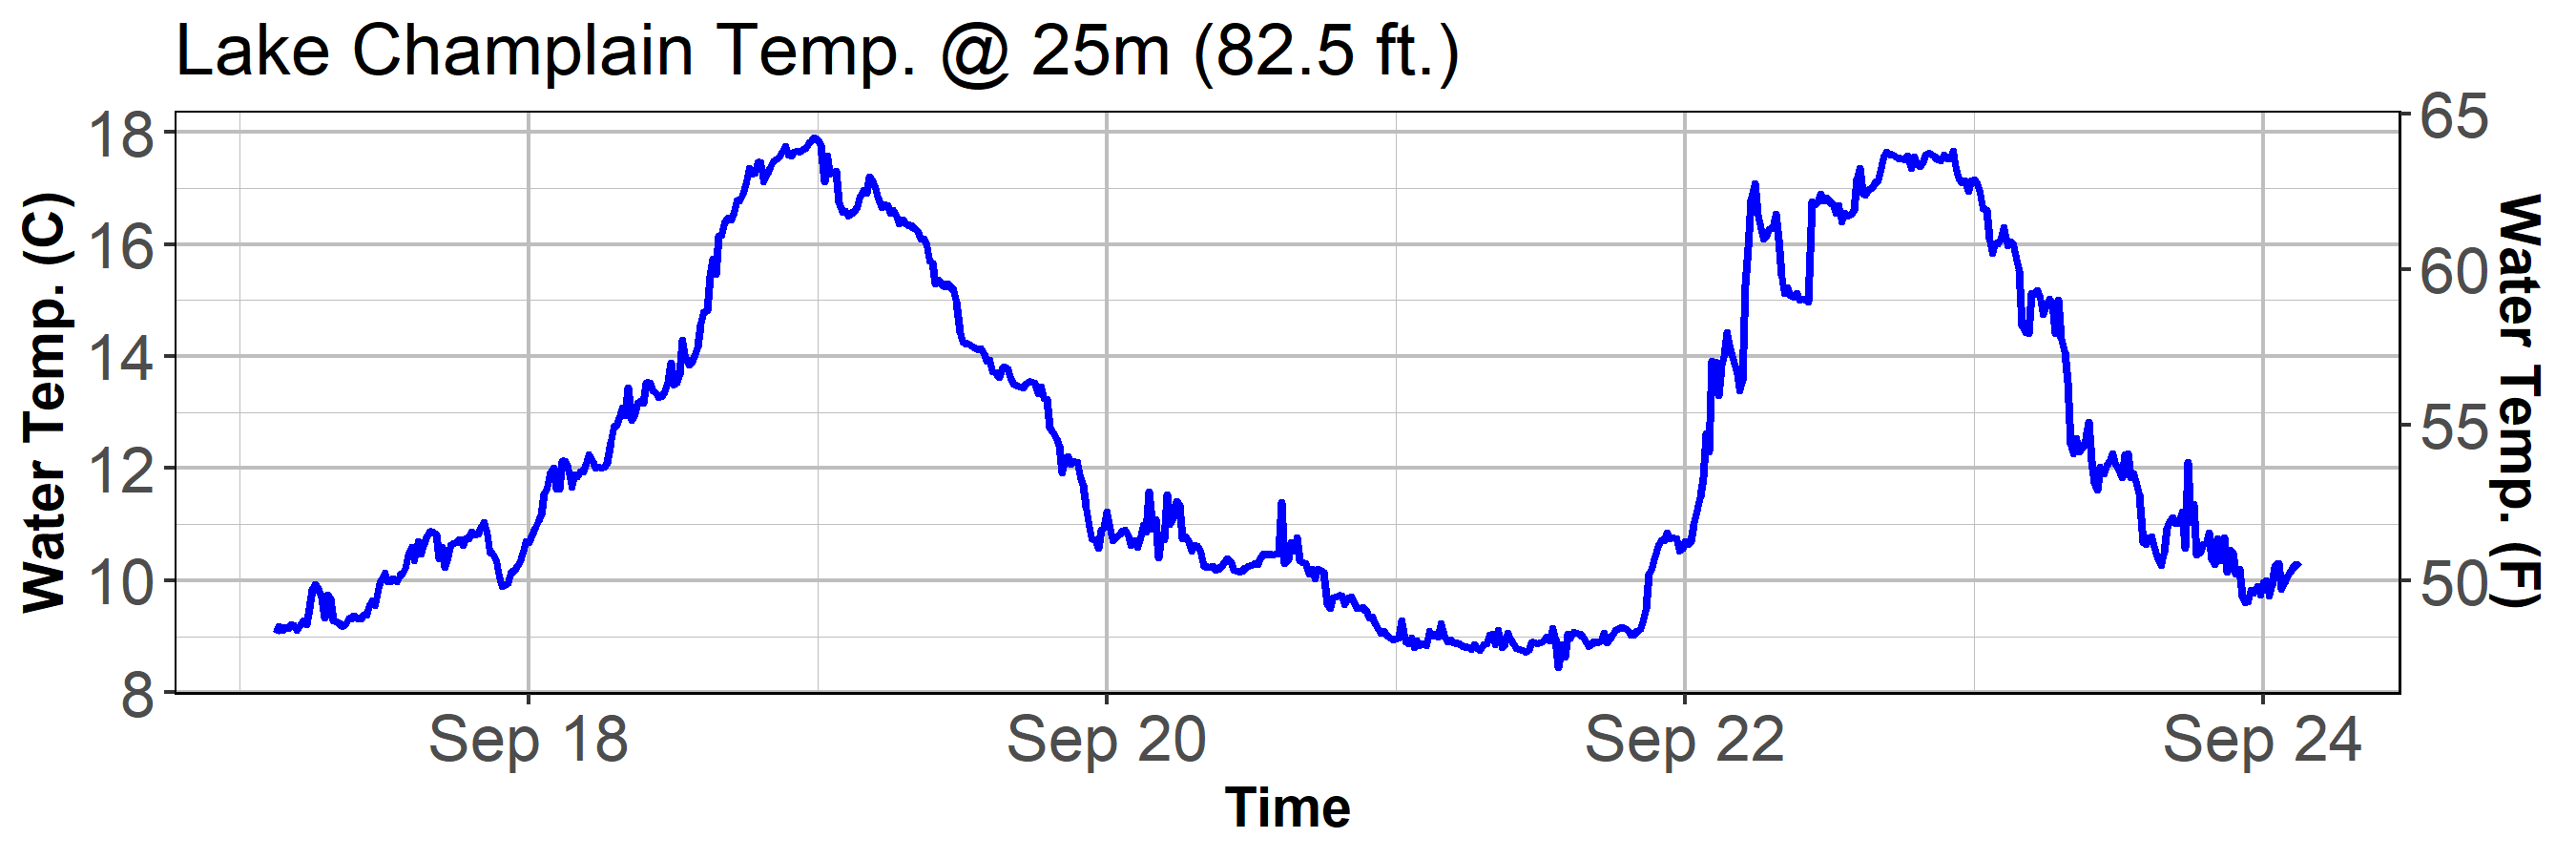 Lake Champlain Temp. @ 25m (82.5 ft.)
Water Temp. (C)
18
16
14
12
10
8
65
60
55
50
Water Temp. (F)
Sep 18 Sep 20 Sep 22 Sep 24
Time